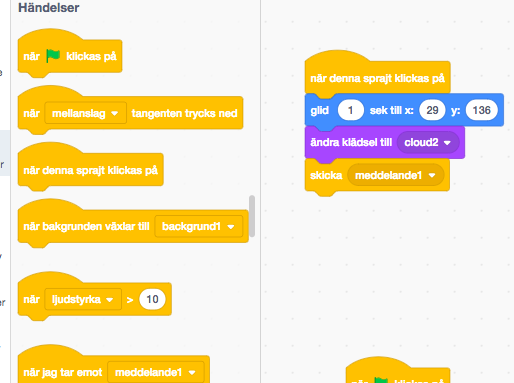 Händelser
när klickas på
när mellanslag tangenten trycks ned
när denna sprajt klickas på
när bakgrunden växlar till backgrund1
när ljudstyrka > 10
när jag tar emot meddelande1
när denna sprajt klickas på
glid 1 sek till x: 29 y: 136
ändra klädsel till cloud2
skicka meddelande1
när klickas på